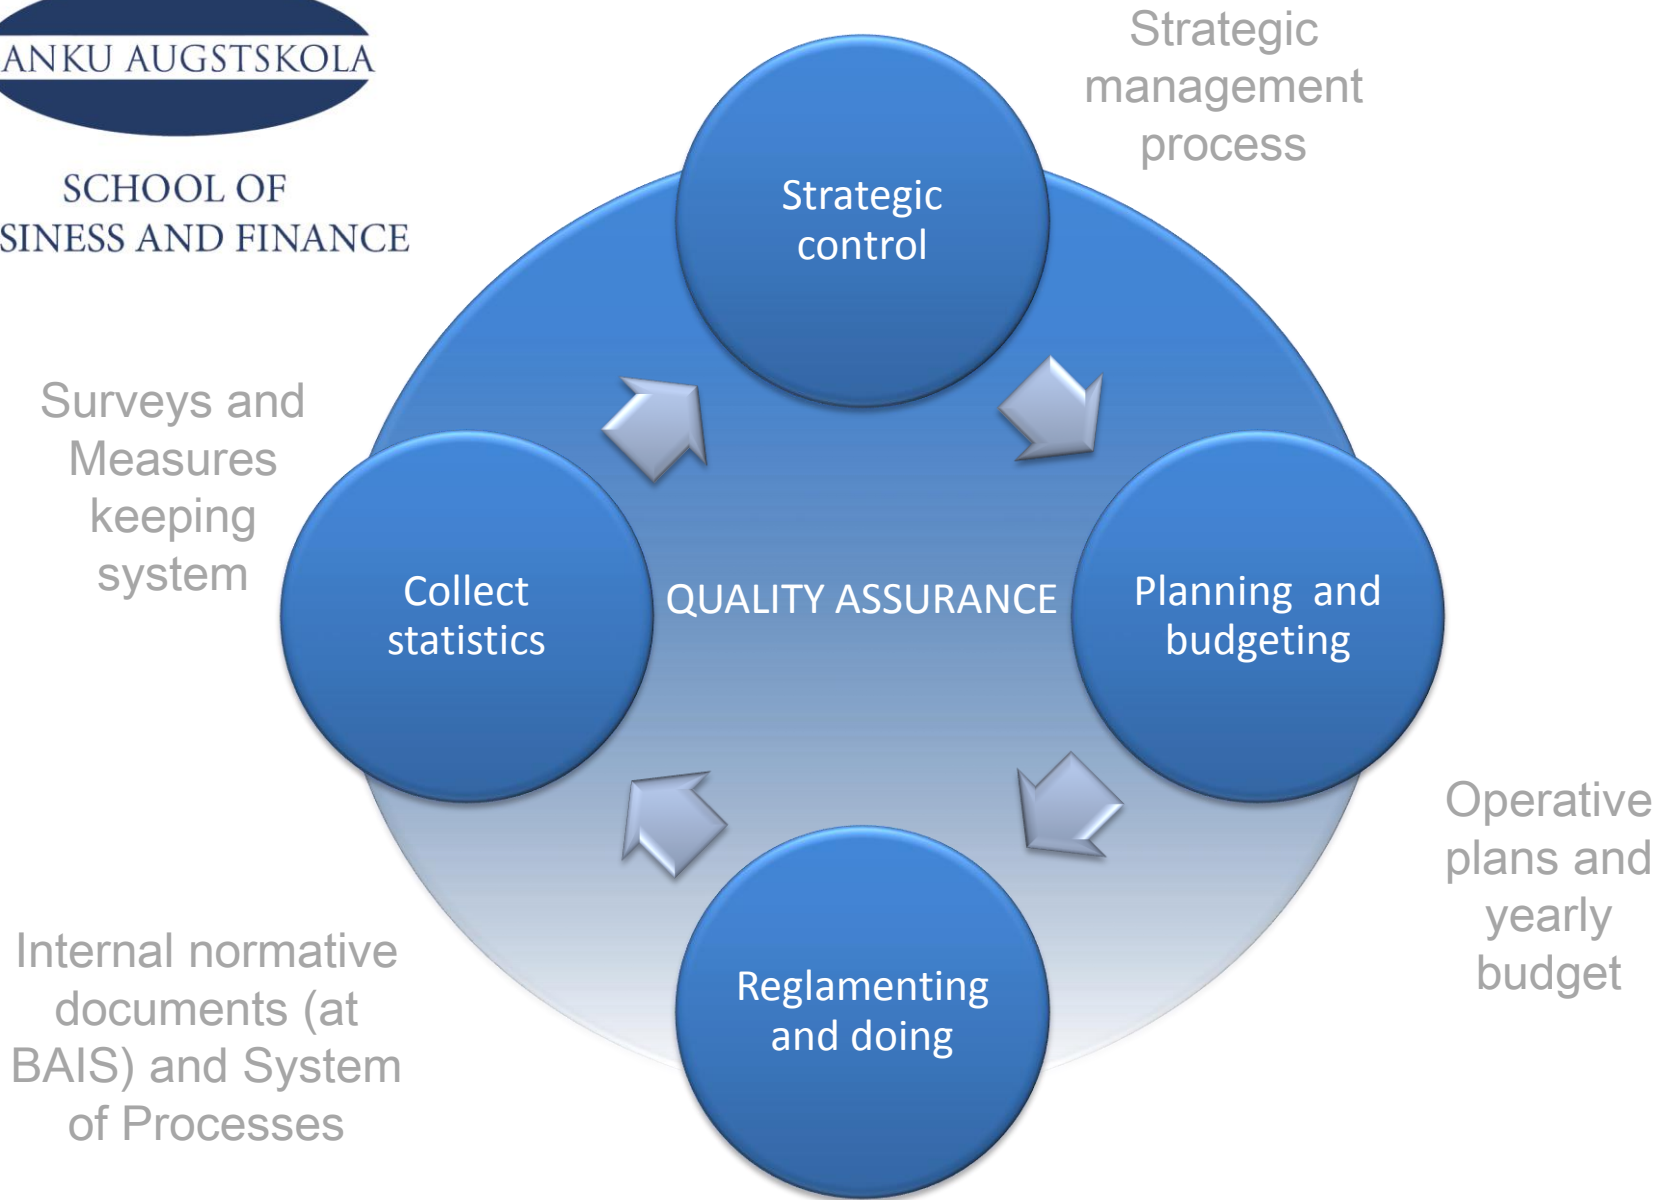 ANKU AUGSTSKOLA
SCHOOL OF
SINESS AND FINANCE
Strategic
management
process
Strategic
control
Surveys and
Measures
keeping
system
Collect
statistics
QUALITY ASSURANCE
Planning and
budgeting
Operative
plans and
yearly
budget
Internal normative
documents (at
BAIS) and System
of Processes
Reglamenting
and doing